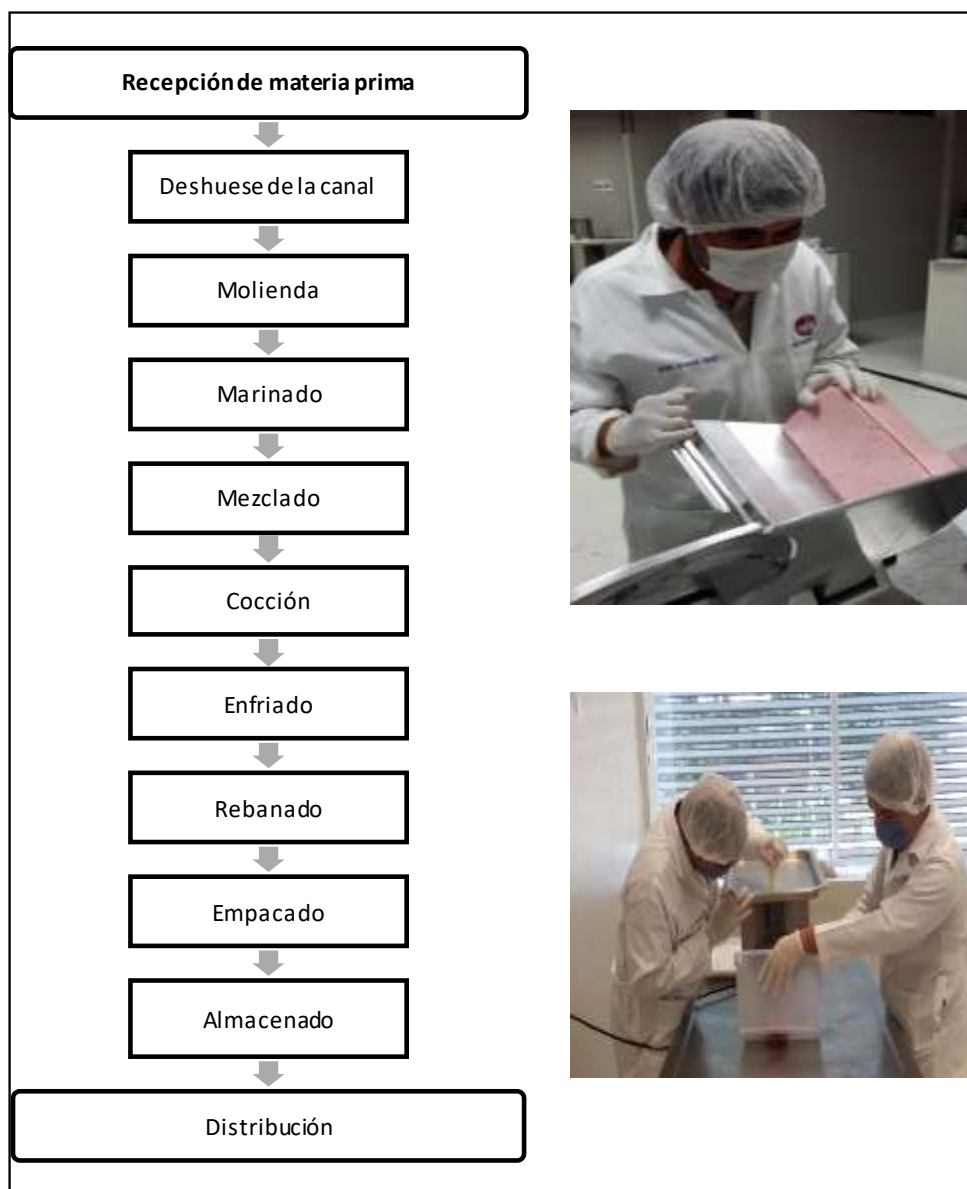 Recepción de materia prima
Deshuese de la canal
Molienda
Marinado
Mezclado
Cocción
Enfriado
Rebanado
Empacado
Almacenado
Distribución